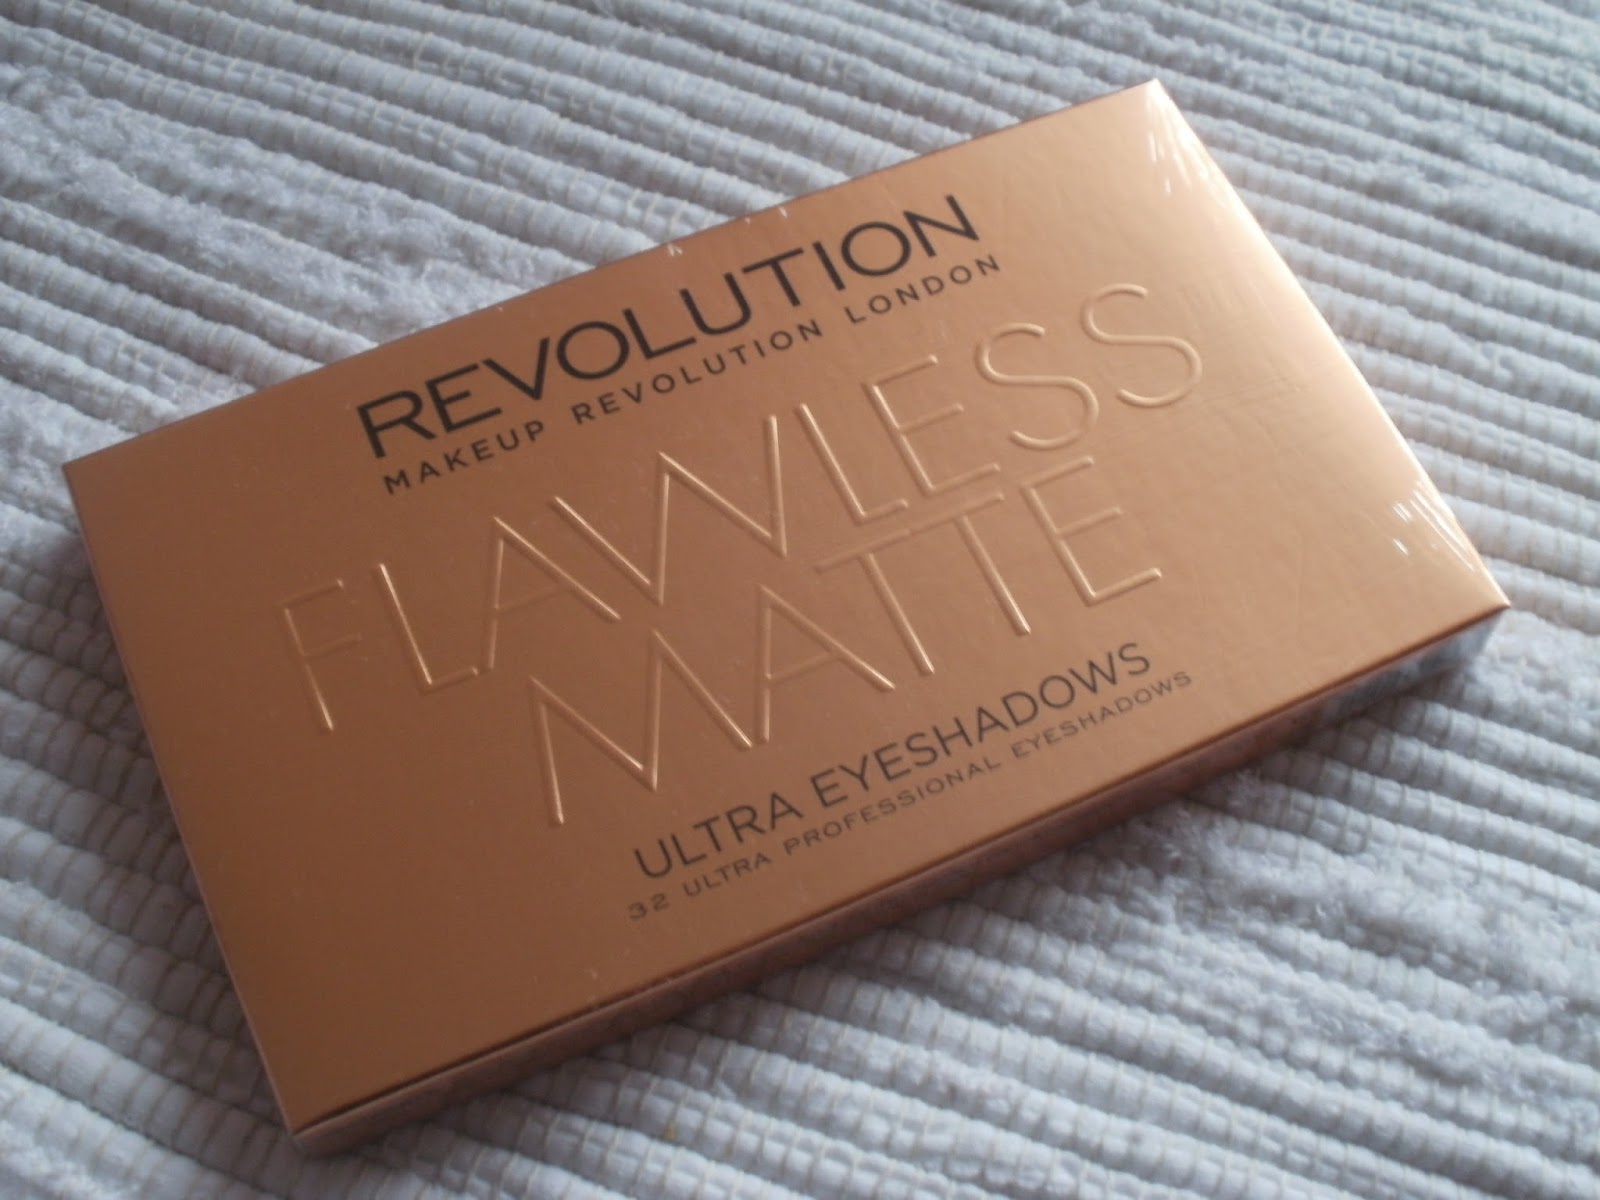 REVOLUTION
MAKEUP REVOLUTION LONDON
FLAWLESS
MATTE
ULTRA EYESHADOWS
32 ULTRA PROFESSIONAL EYESHADOWS